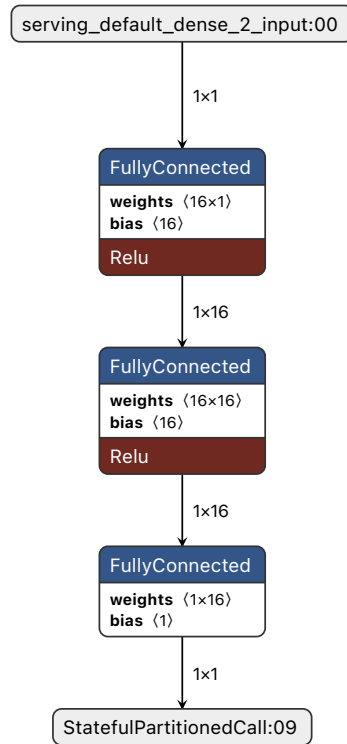 serving_default_dense_2_input:00
1×1
FullyConnected
weights ⟨16×1⟩
bias ⟨16⟩
Relu
1×16
FullyConnected
weights ⟨16×16⟩
bias ⟨16⟩
Relu
1×16
FullyConnected
weights ⟨1×16⟩
bias ⟨1⟩
1×1
StatefulPartitionedCall:09